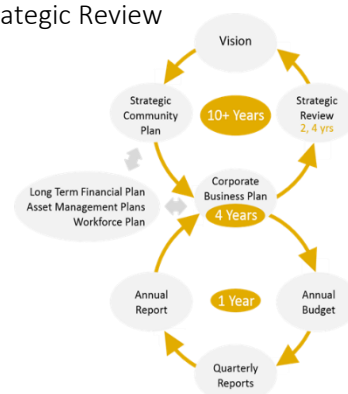 ategic Review
Vision
Strategic
Community
Plan
10+ Years
Strategic
Review
2, 4 yrs
Long Term Financial Plan
Asset Management Plans
Workforce Plan
Corporate
Business Plan
4 Years
Annual
Report
1 Year
Annual
Budget
Quarterly
Reports